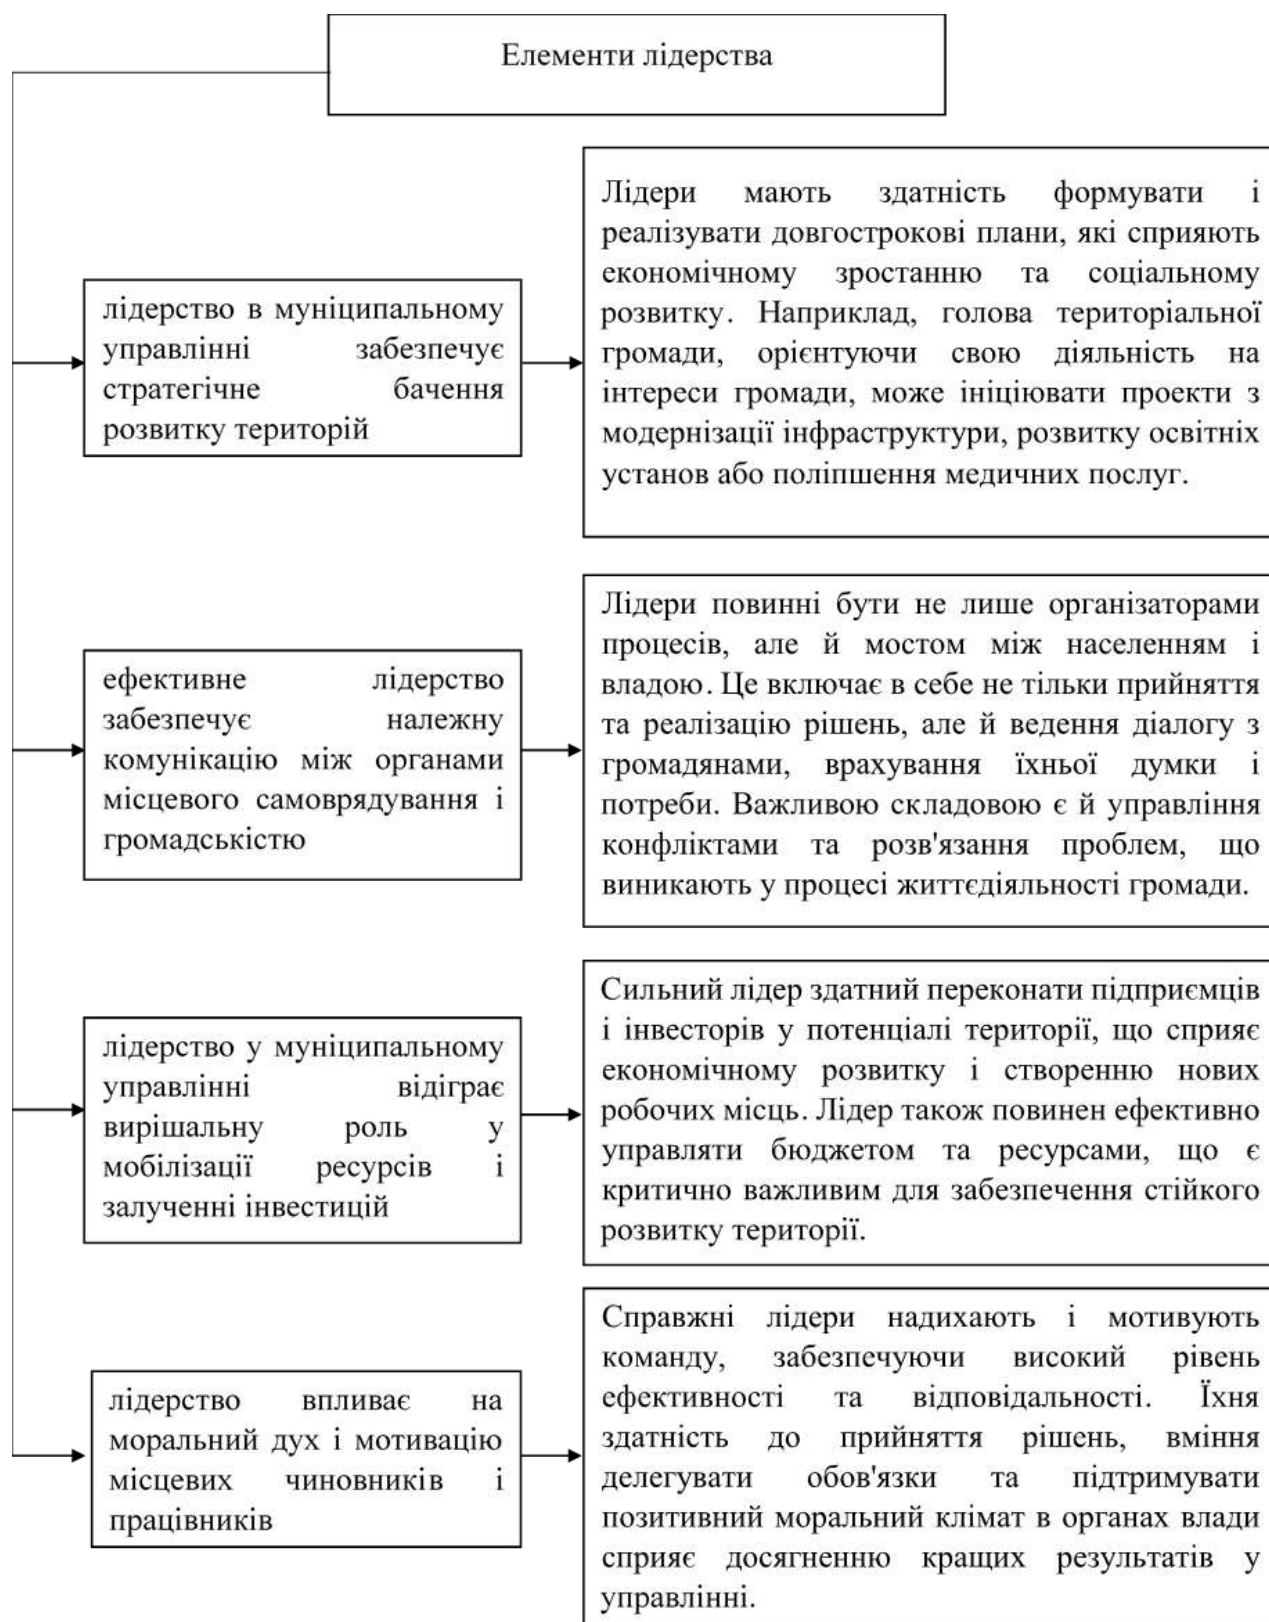 Елементи лідерства
лідерство в муніципальному
управлінні забезпечує
стратегічне бачення
розвитку територій
Лідери мають здатність формувати і
реалізувати довгострокові плани, які сприяють
економічному зростанню та соціальному
розвитку. Наприклад, голова територіальної
громади, орієнтуючи свою діяльність на
інтереси громади, може ініціювати проекти з
модернізації інфраструктури, розвитку освітніх
установ або поліпшення медичних послуг.
ефективне лідерство
забезпечує належну
комунікацію між органами
місцевого самоврядування і
громадськістю
Лідери повинні бути не лише організаторами
процесів, але й мостом між населенням і
владою. Це включає в себе не тільки прийняття
та реалізацію рішень, але й ведення діалогу з
громадянами, врахування їхньої думки і
потреби. Важливою складовою є й управління
конфліктами та розв'язання проблем, що
виникають у процесі життєдіяльності громади.
лідерство у муніципальному
управлінні відіграє
вирішальну роль у
мобілізації ресурсів і
залученні інвестицій
Сильний лідер здатний переконати підприємців
і інвесторів у потенціалі території, що сприяє
економічному розвитку і створенню нових
робочих місць. Лідер також повинен ефективно
управляти бюджетом та ресурсами, що є
критично важливим для забезпечення стійкого
розвитку території.
лідерство впливає на
моральний дух і мотивацію
місцевих чиновників і
працівників
Справжні лідери надихають і мотивують
команду, забезпечуючи високий рівень
ефективності та відповідальності. Їхня
здатність до прийняття рішень, вміння
делегувати обов'язки та підтримувати
позитивний моральний клімат в органах влади
сприяє досягненню кращих результатів у
управлінні.